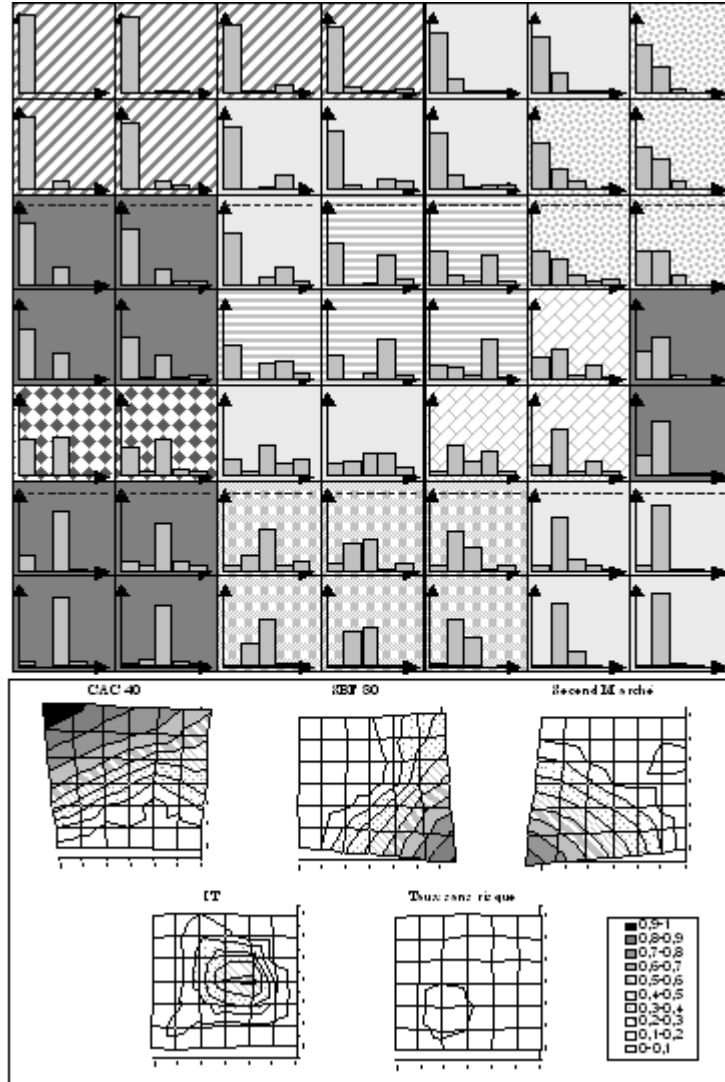 CAC 40
SBF 80
Second Marché
IT
Taux sans risque
0,9-1
0,8-0,9
0,7-0,8
0,6-0,7
0,5-0,6
0,4-0,5
0,3-0,4
0,2-0,3
0,1-0,2
0-0,1